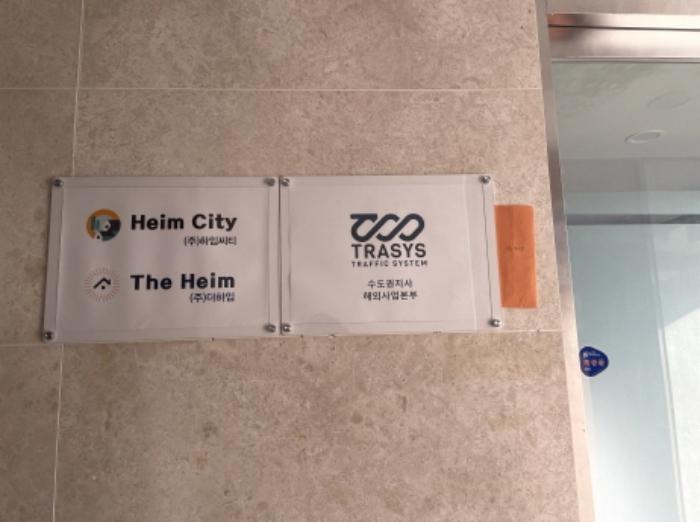 Heim City
(주)하임씨티
The Heim
(주)더하임
TRASYS
TRAFFIC SYSTEM
수도권지사
해외사업본부